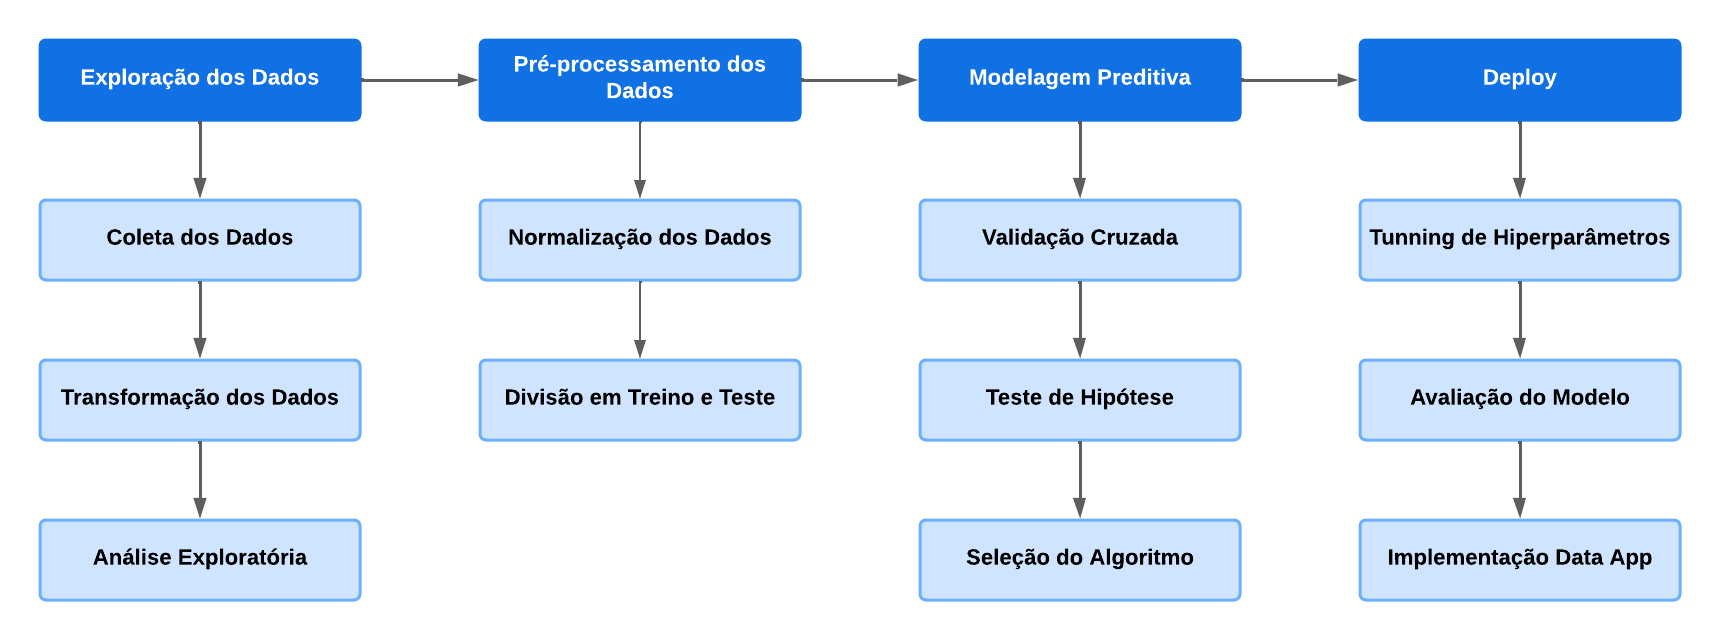 Exploração dos Dados
Pré-processamento dos
Dados
Modelagem Preditiva
Deploy
Coleta dos Dados
Normalização dos Dados
Validação Cruzada
Tunning de Hiperparâmetros
Transformação dos Dados
Divisão em Treino e Teste
Teste de Hipótese
Avaliação do Modelo
Análise Exploratória
Seleção do Algoritmo
Implementação Data App